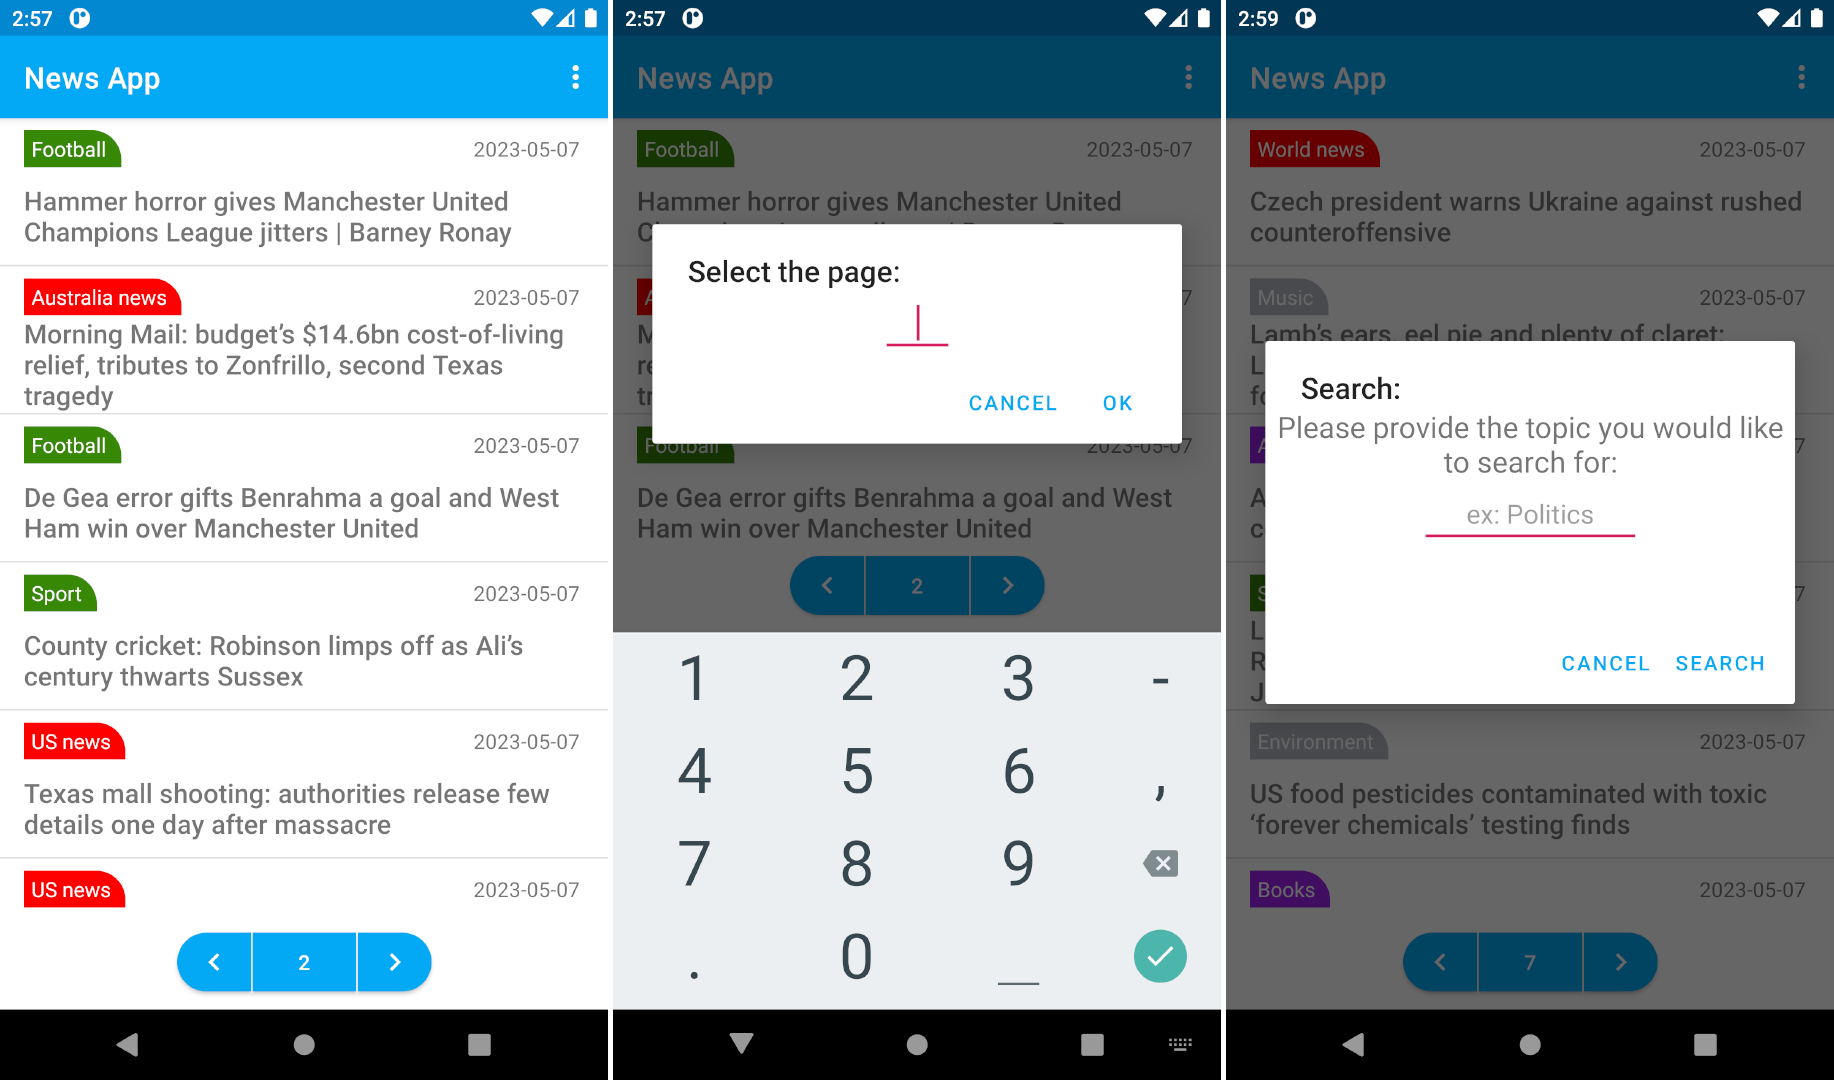 2:57
News App
Football
2023-05-07
Hammer horror gives Manchester United
Champions League jitters | Barney Ronay
Australia news
2023-05-07
Morning Mail: budget’s $14.6bn cost-of-living
relief, tributes to Zonfrillo, second Texas
tragedy
Football
2023-05-07
De Gea error gifts Benrahma a goal and West
Ham win over Manchester United
Sport
2023-05-07
County cricket: Robinson limps off as Ali’s
century thwarts Sussex
US news
2023-05-07
Texas mall shooting: authorities release few
details one day after massacre
US news
2023-05-07
2
2:57
News App
Football
2023-05-07
Hammer horror gives Manchester United
Select the page:
CANCEL OK
Football
2023-05-07
De Gea error gifts Benrahma a goal and West
Ham win over Manchester United
2
1 2 3 -
4 5 6 ,
7 8 9
. 0 _
2:59
News App
World news
2023-05-07
Czech president warns Ukraine against rushed
counteroffensive
Music
2023-05-07
Lamb’s ears, eel pie and plenty of claret:
Search:
Please provide the topic you would like
to search for:
ex: Politics
CANCEL SEARCH
Environment
2023-05-07
US food pesticides contaminated with toxic
‘forever chemicals’ testing finds
Books
2023-05-07
7